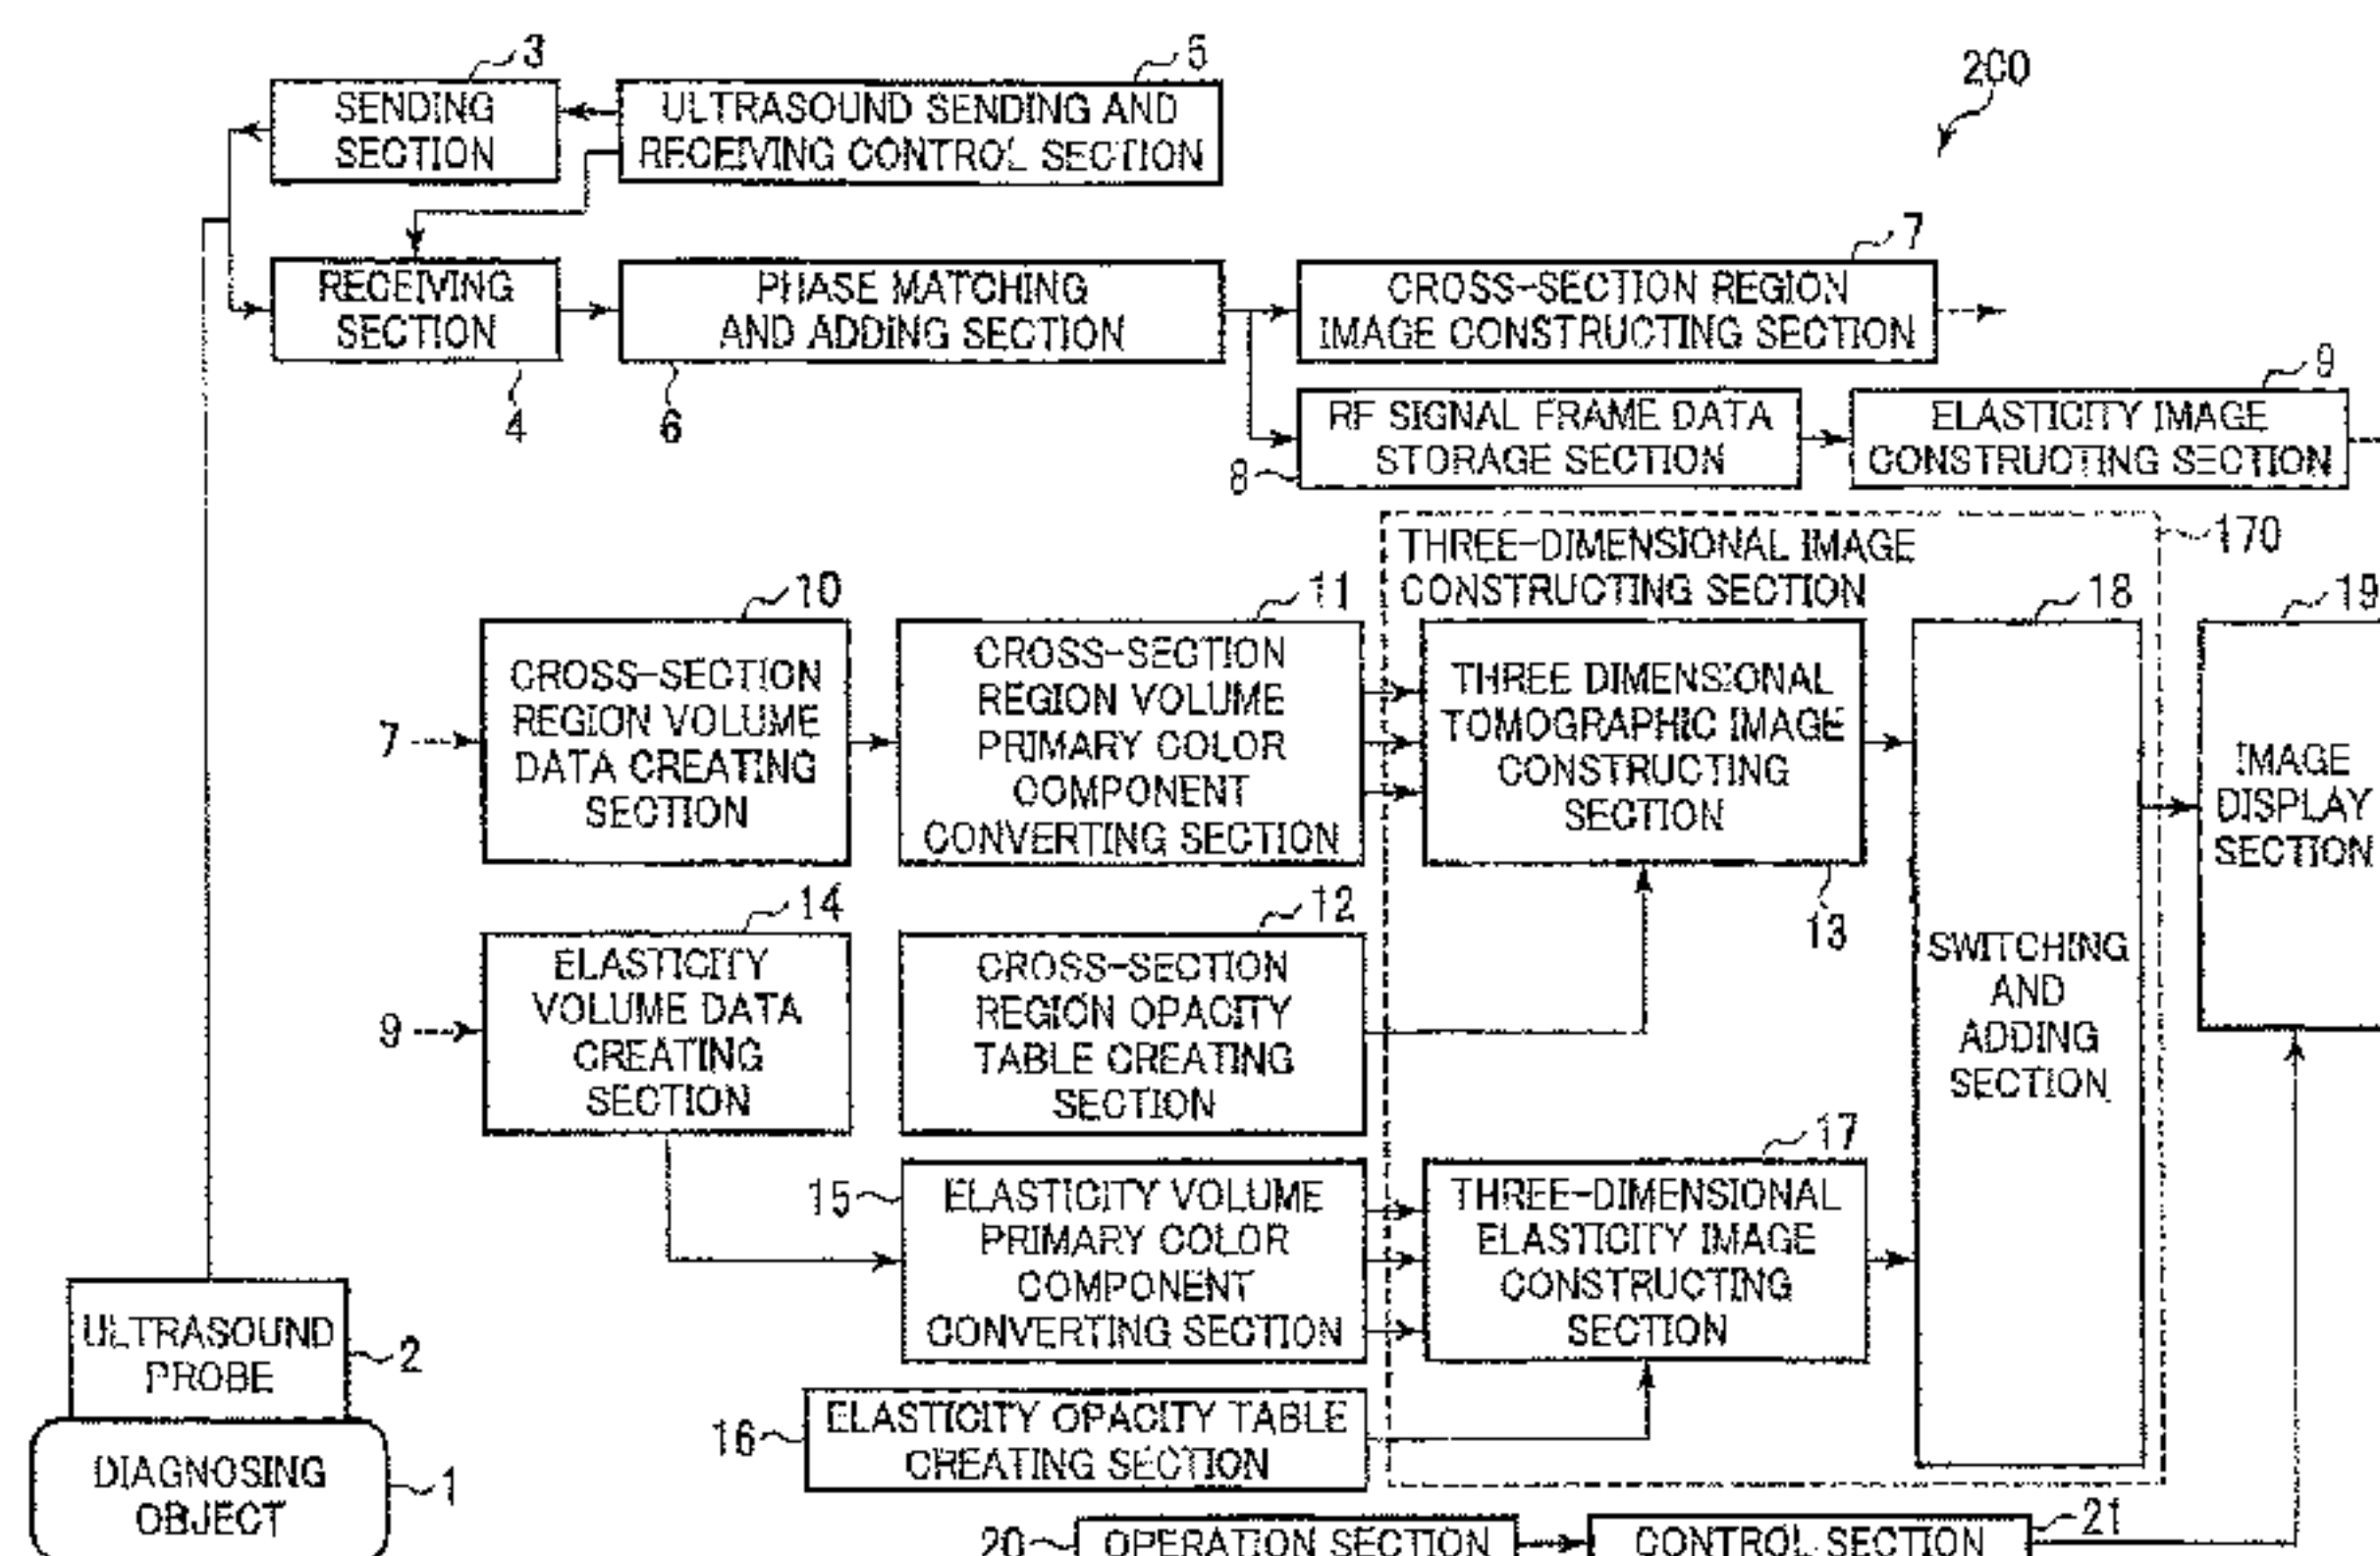 3
5
200
SENDING
SECTION
ULTRASOUND SENDING AND
RECEIVING CONTROL SECTION
7
RECEIVING
SECTION
PHASE MATCHING
AND ADDING SECTION
CROSS-SECTION REGION
IMAGE CONSTRUCTING SECTION
4
6
9
RF SIGNAL FRAME DATA
STORAGE SECTION
8
ELASTICITY IMAGE
CONSTRUCTING SECTION
THREE-DIMENSIONAL IMAGE
CONSTRUCTING SECTION
170
10
11
18
19
7
CROSS-SECTION
REGION VOLUME
DATA CREATING
SECTION
CROSS-SECTION
REGION VOLUME
PRIMARY COLOR
COMPONENT
CONVERTING SECTION
THREE DIMENSIONAL
TOMOGRAPHIC IMAGE
CONSTRUCTING
SECTION
13
IMAGE
DISPLAY
SECTION
14
12
9
ELASTICITY
VOLUME DATA
CREATING
SECTION
CROSS-SECTION
REGION OPACITY
TABLE CREATING
SECTION
SWITCHING
AND
ADDING
SECTION
15
17
ELASTICITY VOLUME
PRIMARY COLOR
COMPONENT
CONVERTING SECTION
THREE-DIMENSIONAL
ELASTICITY IMAGE
CONSTRUCTING
SECTION
ULTRASOUND
PROBE
2
16
ELASTICITY OPACITY TABLE
CREATING SECTION
DIAGNOSING
OBJECT
1
20
OPERATION SECTION
CONTROL SECTION
21